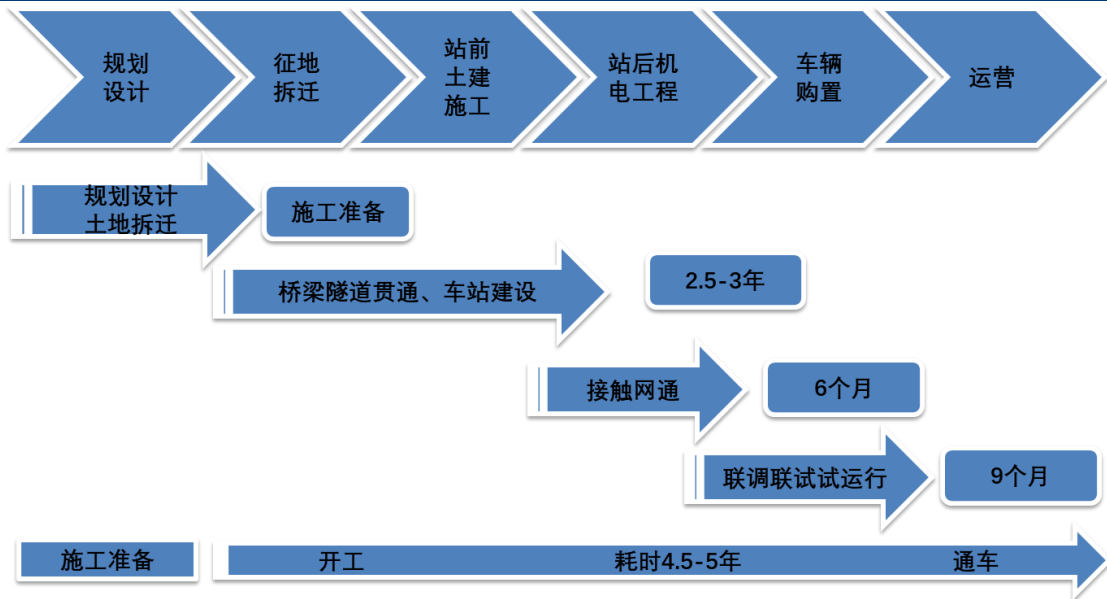 规划
设计
征地
拆迁
站前
土建
施工
站后机
电工程
车辆
购置
运营
规划设计
土地拆迁
施工准备
桥梁隧道贯通、车站建设
2.5-3年
接触网通
6个月
联调联试试运行
9个月
施工准备
开工
耗时4.5-5年
通车